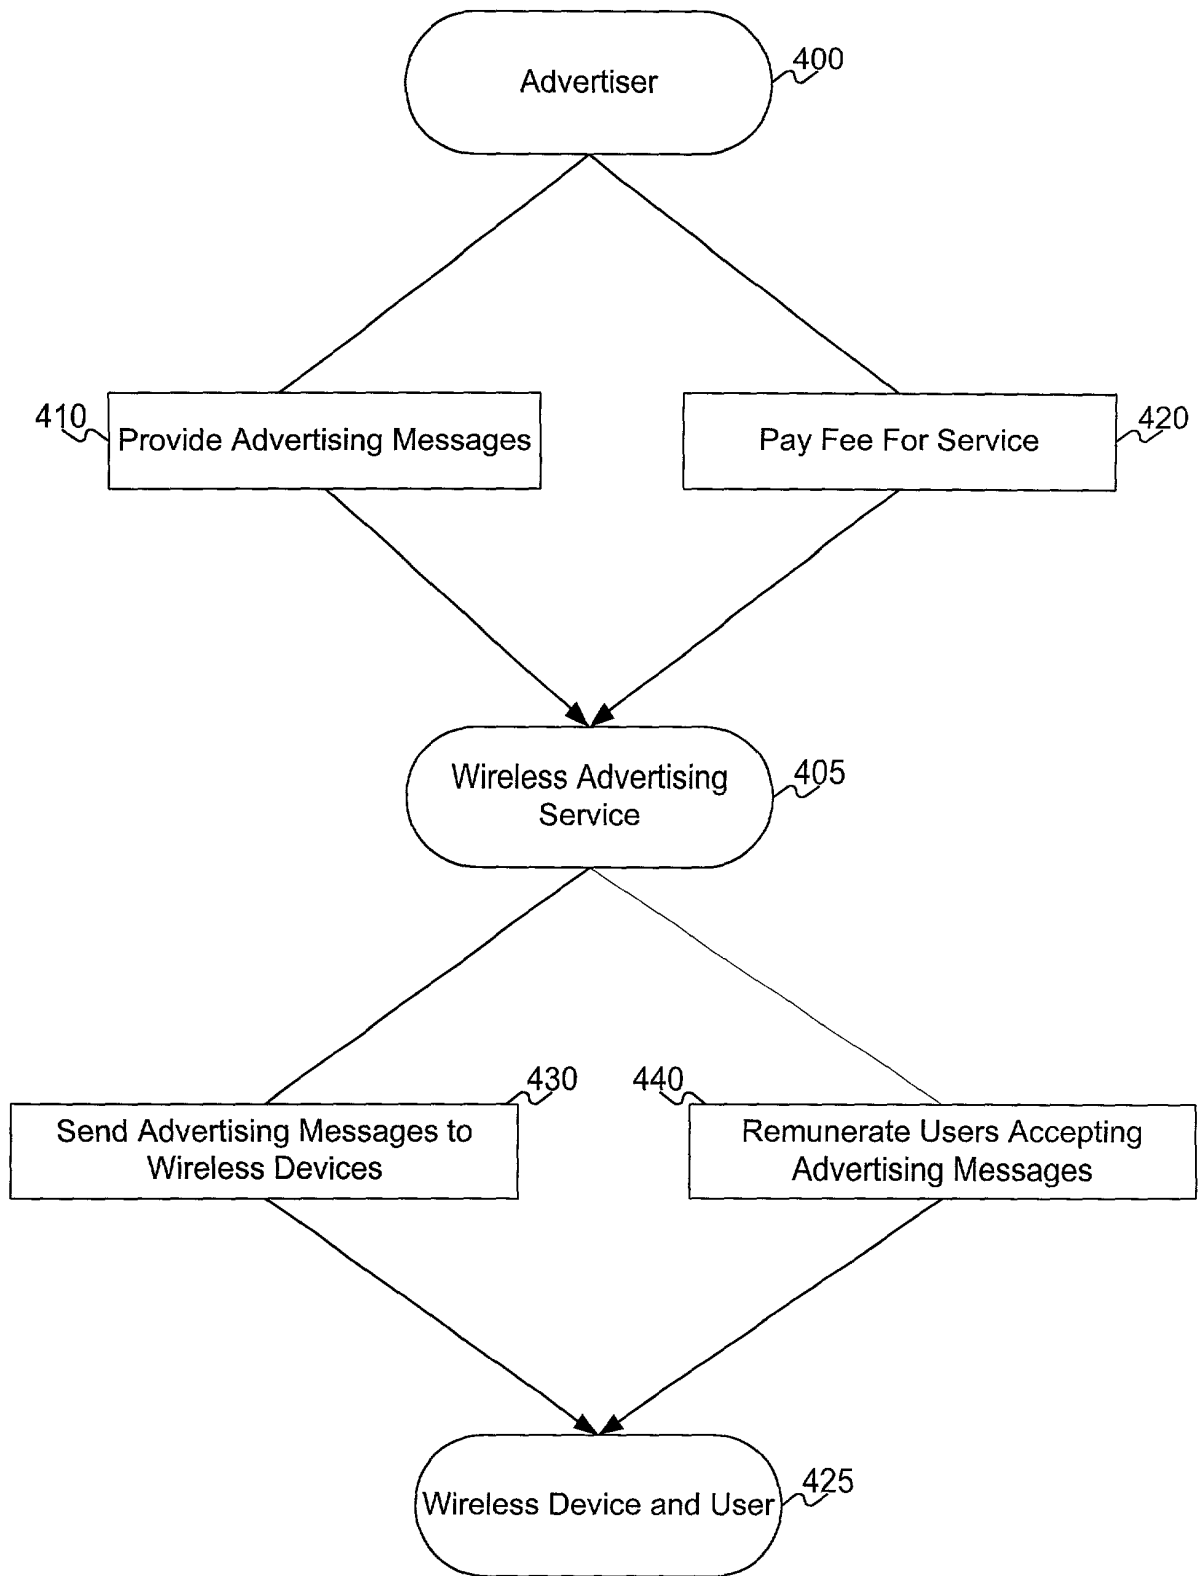 Advertiser
400
410
Provide Advertising Messages
Pay Fee For Service
420
Wireless Advertising
Service
405
430
Send Advertising Messages to
Wireless Devices
440
Remunerate Users Accepting
Advertising Messages
Wireless Device and User
425